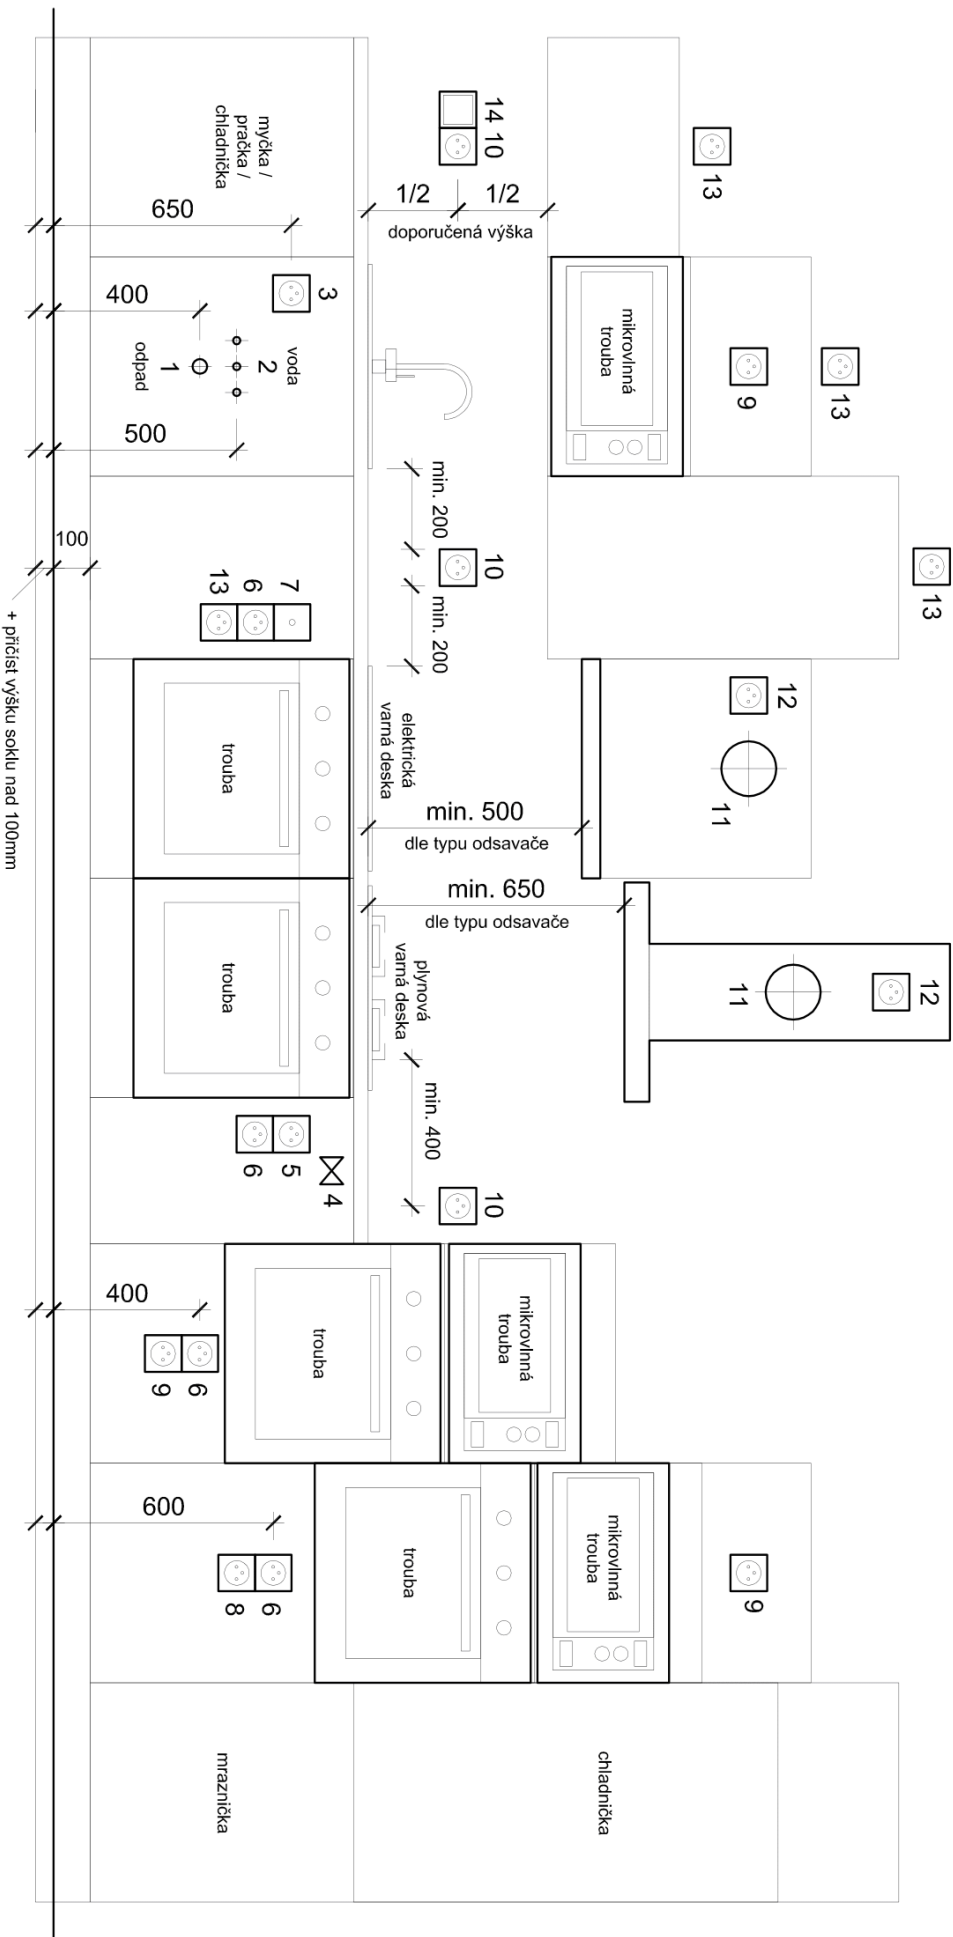 13
13
9
13
14 10
1/2
1/2
doporučená výška
mikrovlnná
trouba
12
11
12
11
9
min. 200
10
min. 200
elektrická
varná deska
min. 500
dle typu odsavače
min. 650
dle typu odsavače
plynová
varná deska
min. 400
10
mikrovlnná
trouba
mikrovlnná
trouba
chladnička
myčka /
pračka /
chladnička
650
3
400
voda
2
1
odpad
500
7
6
13
trouba
trouba
4
5
6
trouba
400
6
9
trouba
600
6
8
mraznička
100
+ přičíst výšku soklu nad 100mm